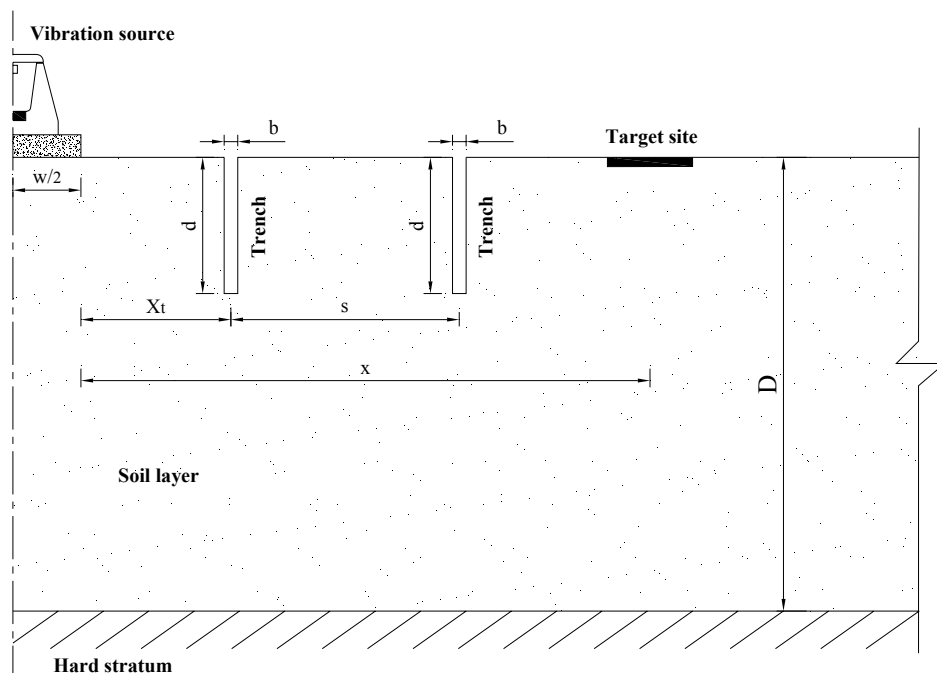 Vibration source
b
b
Target site
w/2
d
Trench
d
Trench
Xt
s
x
D
Soil layer
Hard stratum